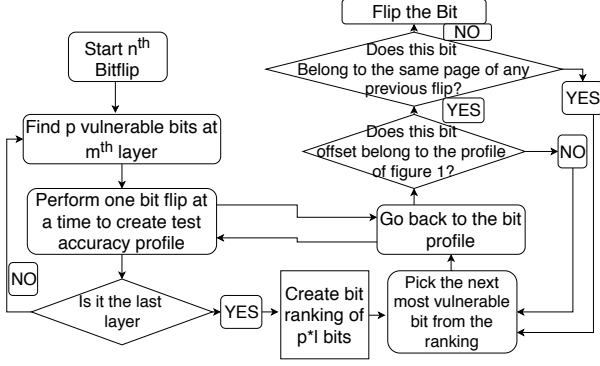 Start nth
Bitflip
Find p vulnerable bits at
mth layer
Perform one bit flip at
a time to create test
accuracy profile
NO
Is it the last
layer
YES
Create bit
ranking of
p*l bits
Pick the next
most vulnerable
bit from the
ranking
Go back to the bit
profile
Does this bit
offset belong to the profile
of figure 1?
NO
YES
Does this bit
Belong to the same page of any
previous flip?
YES
NO
Flip the Bit